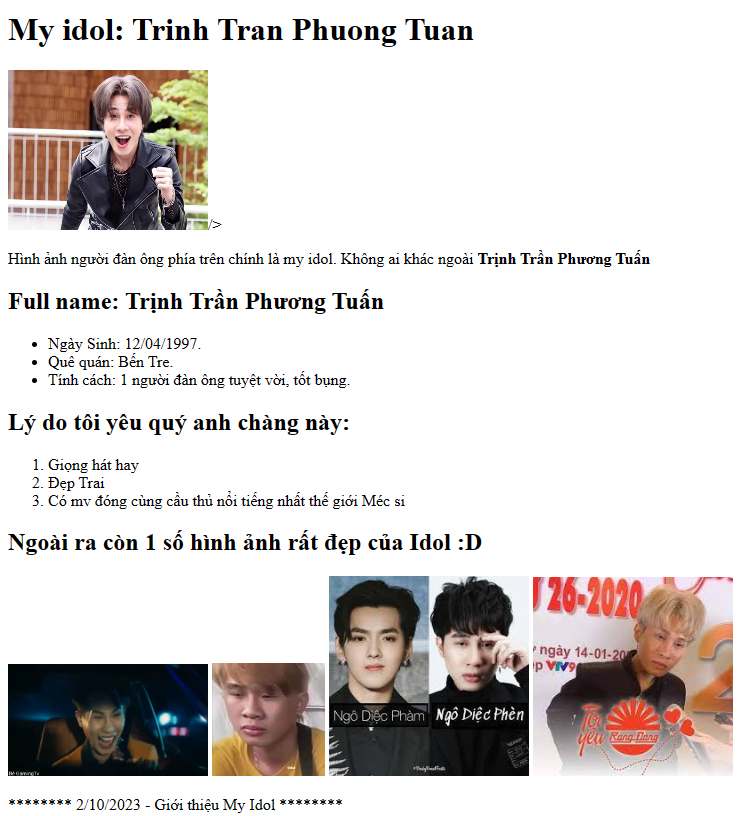 My idol: Trinh Tran Phuong Tuan
/>
Hình ảnh người đàn ông phía trên chính là my idol. Không ai khác ngoài Trịnh Trần Phương Tuấn
Full name: Trịnh Trần Phương Tuấn
Ngày Sinh: 12/04/1997.
Quê quán: Bến Tre.
Tính cách: 1 người đàn ông tuyệt vời, tốt bụng.
Lý do tôi yêu quý anh chàng này:
1. Giọng hát hay
2. Đẹp Trai
3. Có mv đóng cùng cầu thủ nổi tiếng nhất thế giới Méc si
Ngoài ra còn 1 số hình ảnh rất đẹp của Idol :D
26-2020
ngày 14-01-20
ẹp VTV9
2
Ngô Diệc Phàm
Ngô Diệc Phèn
Tôi yêu
Rạng Đông
******** 2/10/2023 - Giới thiệu My Idol ********